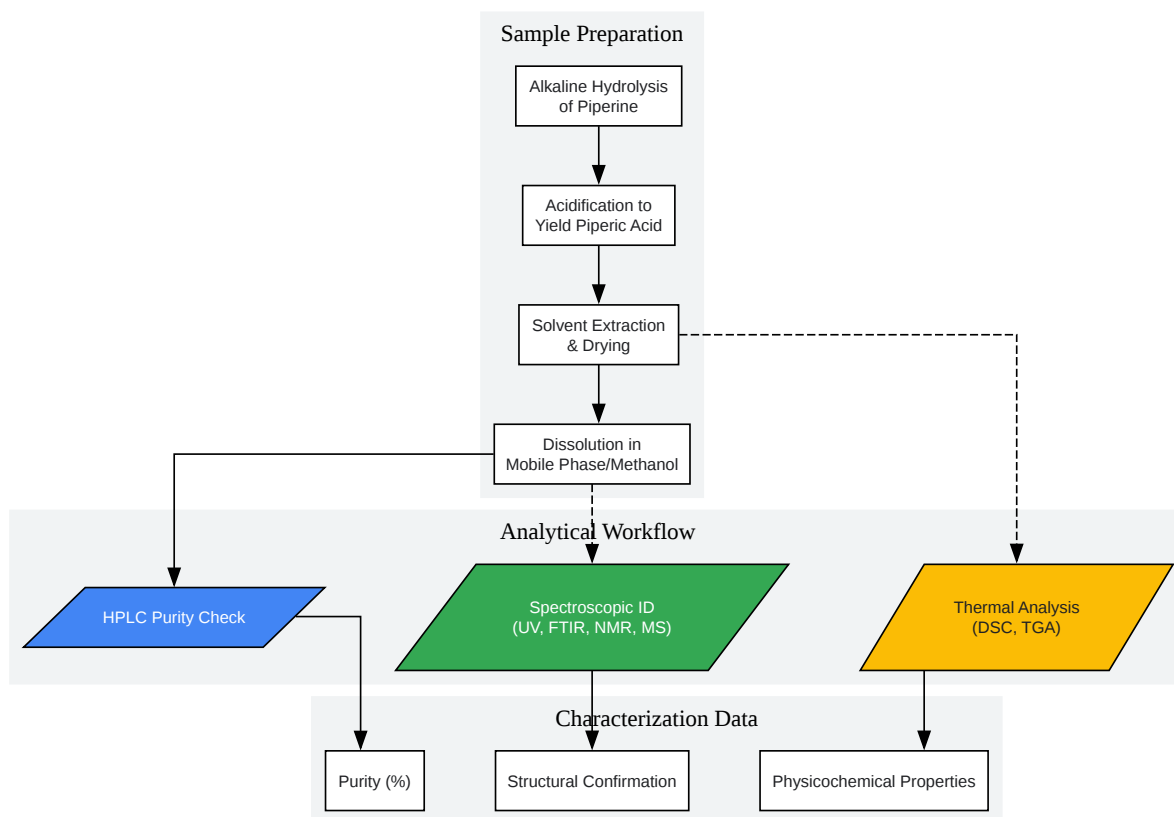 Sample Preparation
Alkaline Hydrolysis
of Piperine
Acidification to
Yield Piperic Acid
Solvent Extraction
& Drying
Dissolution in
Mobile Phase/Methanol
Analytical Workflow
HPLC Purity Check
Spectroscopic ID
(UV, FTIR, NMR, MS)
Thermal Analysis
(DSC, TGA)
Characterization Data
Purity (%)
Structural Confirmation
Physicochemical Properties